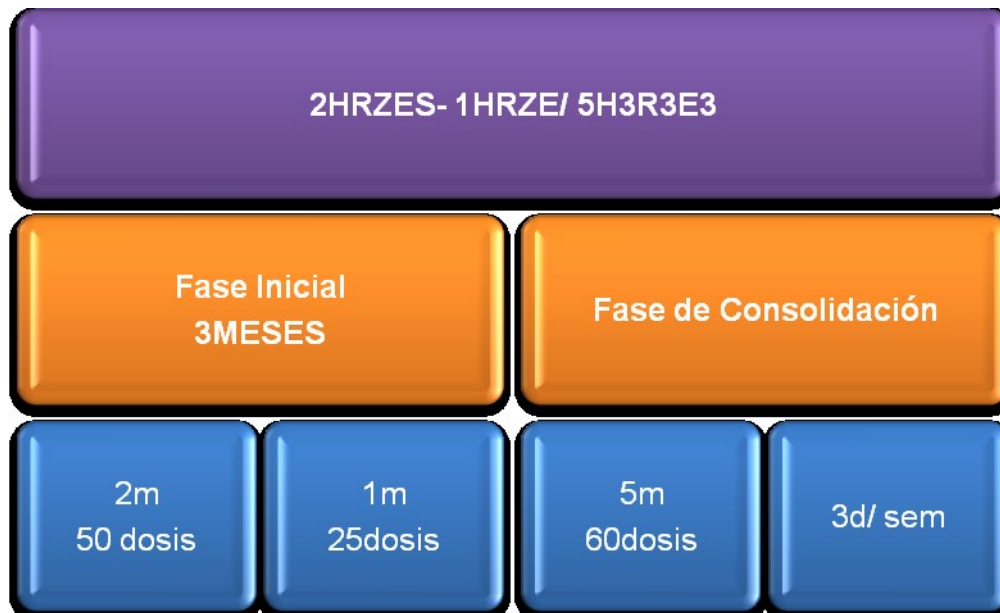 2HRZES- 1HRZE/ 5H3R3E3
Fase Inicial
3MESES
Fase de Consolidación
2m
50 dosis
1m
25dosis
5m
60dosis
3d/ sem